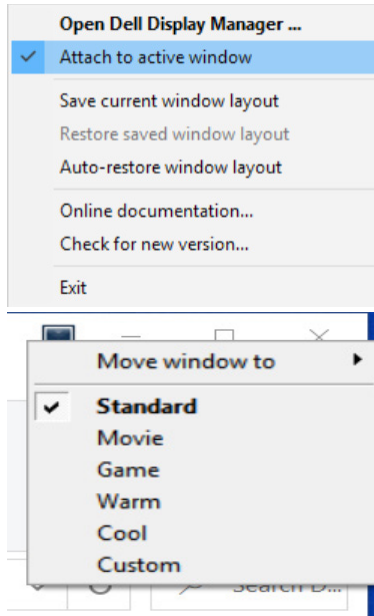 Open Dell Display Manager ...
Attach to active window
Save current window layout
Restore saved window layout
Auto-restore window layout
Online documentation...
Check for new version...
Exit
Move window to
Standard
Movie
Game
Warm
Cool
Custom
Search D...